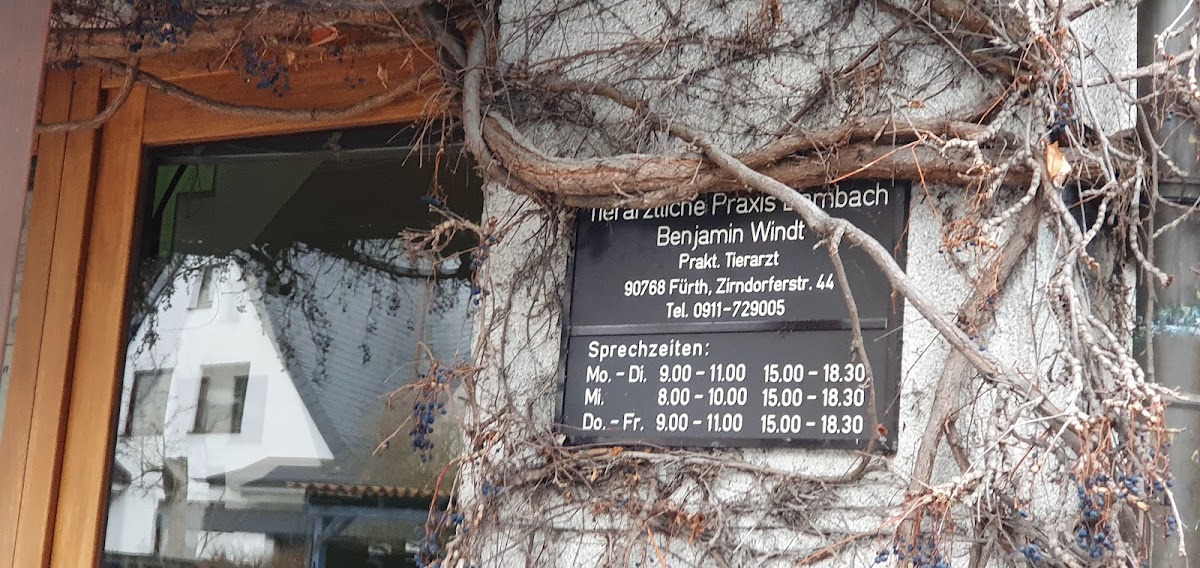 Tierärztliche Praxis Dambach
Benjamin Windt
Prakt. Tierarzt
90768 Fürth, Zirndorferstr. 44
Tel. 0911-729005
Sprechzeiten:
Mo. - Di. 9.00 - 11.00 15.00 - 18.30
Mi. 8.00 - 10.00 15.00 - 18.30
Do. - Fr. 9.00 - 11.00 15.00 - 18.30